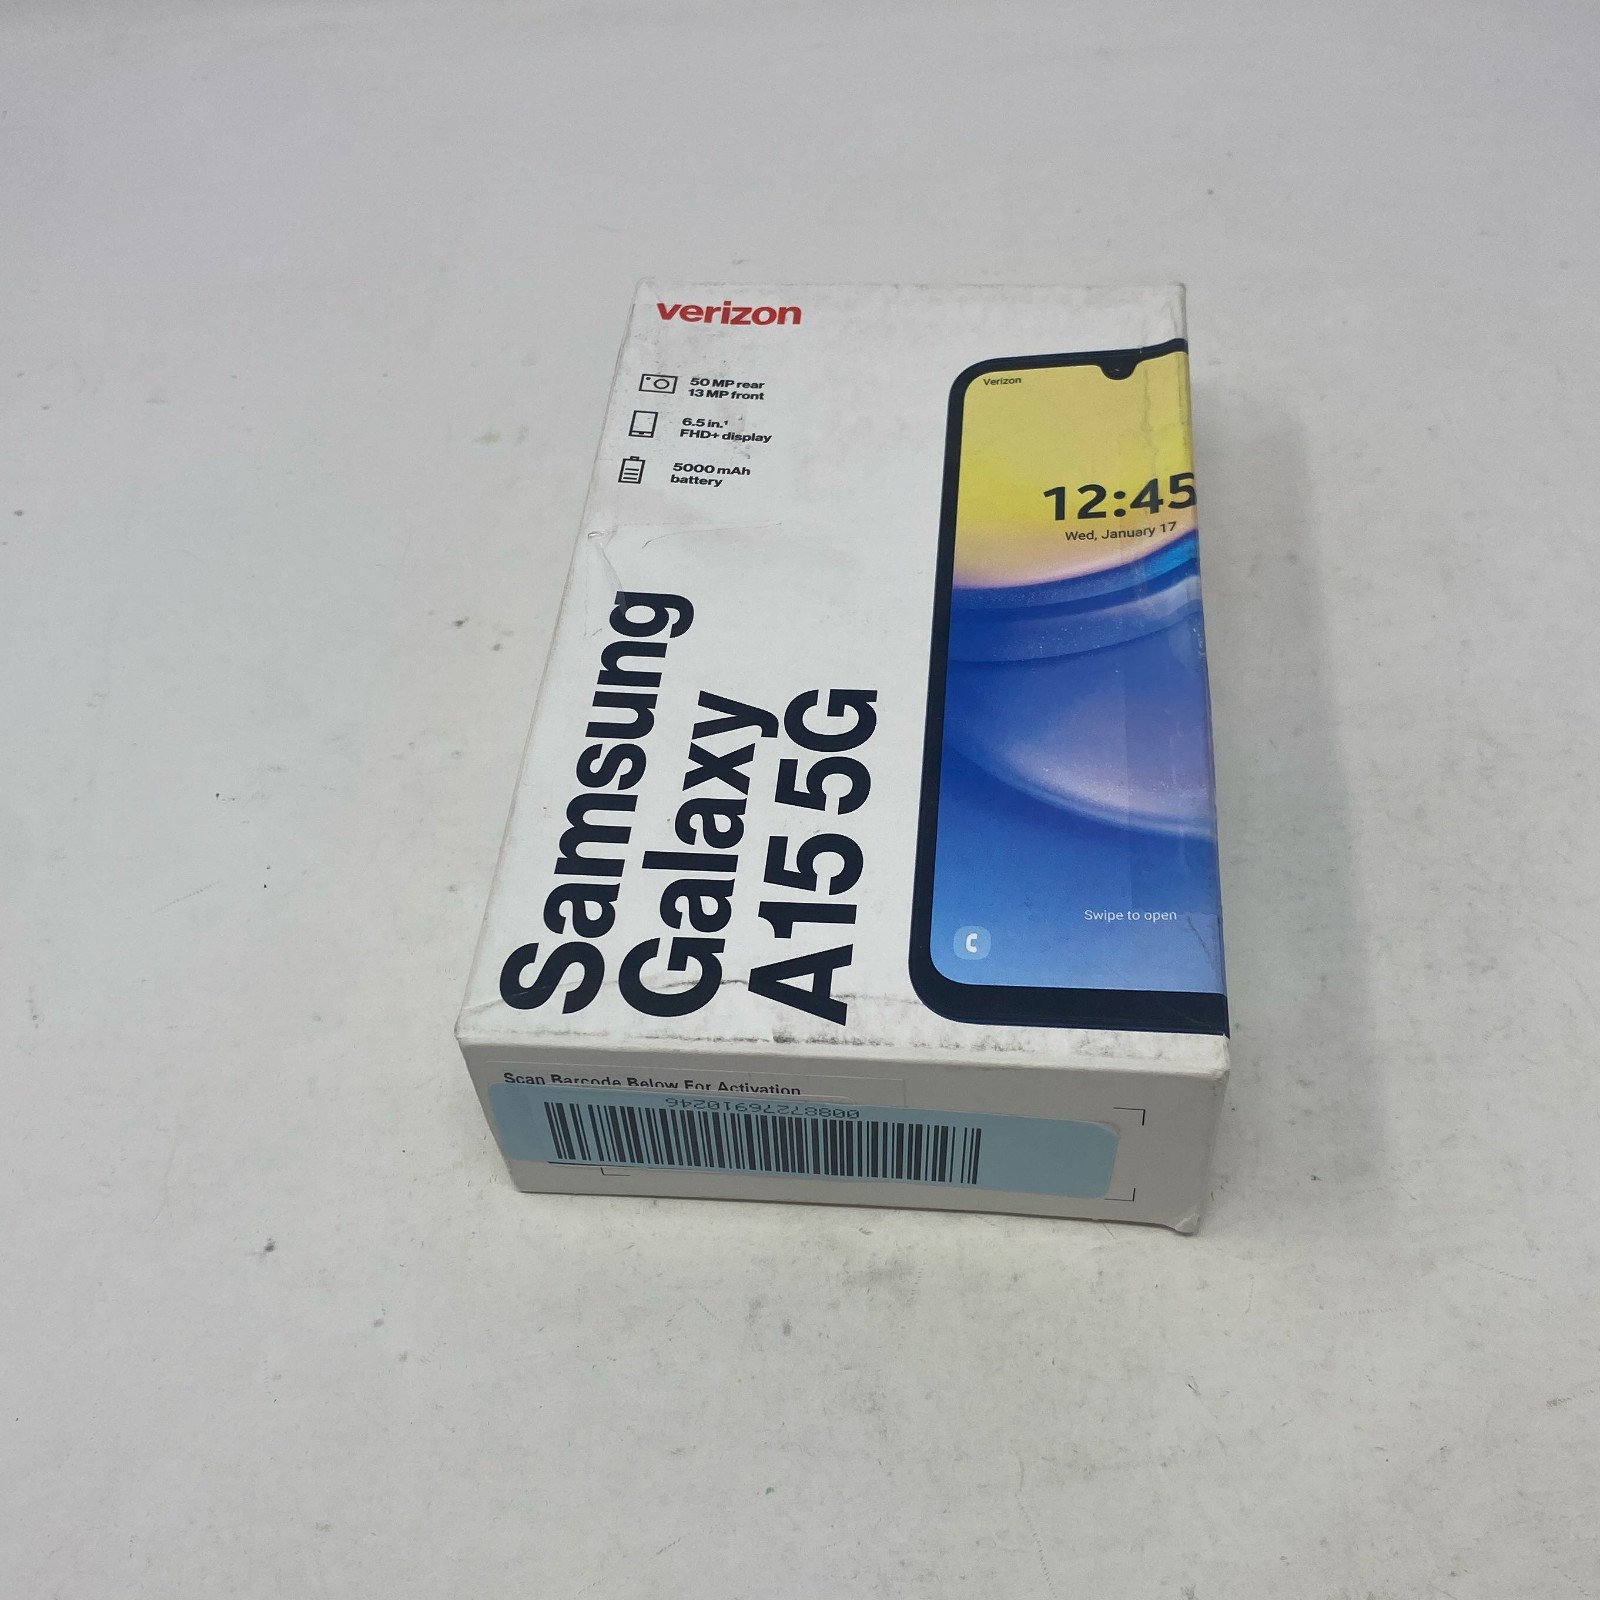 verizon
50 MP rear
13 MP front
6.5 in.¹
FHD+ display
5000 mAh
battery
Samsung
Galaxy
A15 5G
Verizon
12:45
Wed, January 17
Swipe to open
Scan Barcode Below For Activation
00887276910246